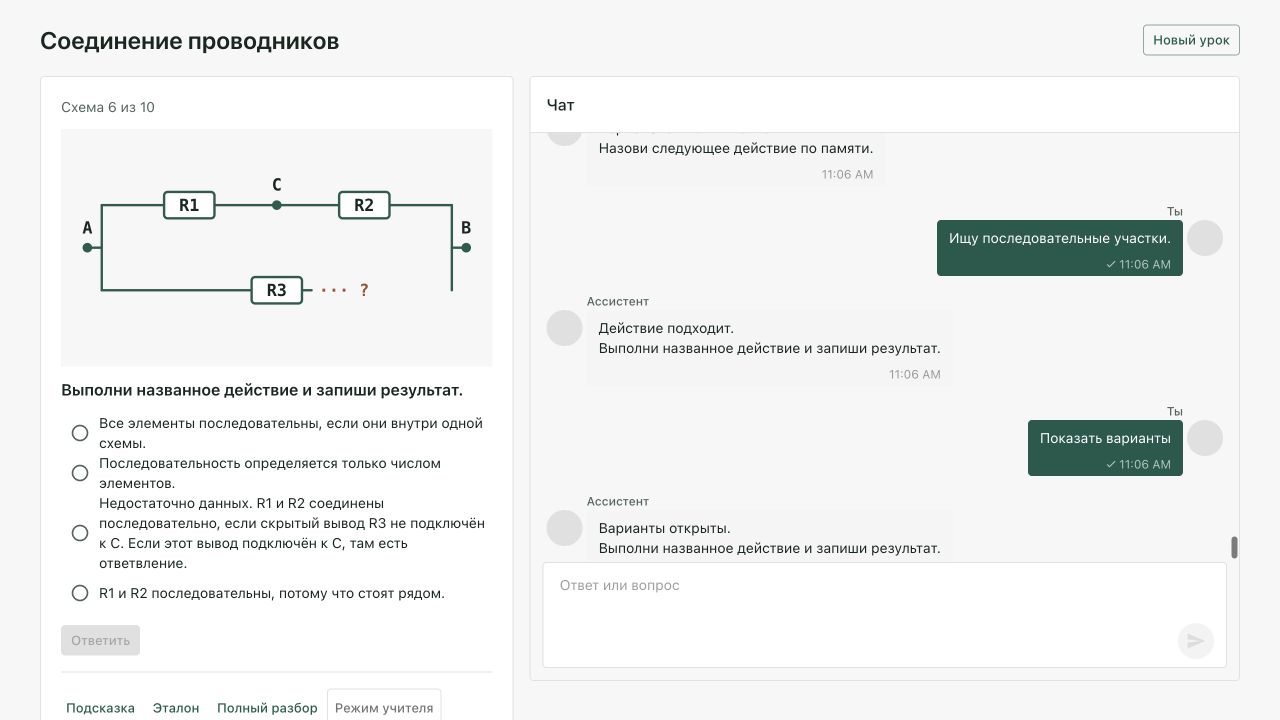 Соединение проводников
Новый урок
Схема 6 из 10
A
R1
C
R2
B
R3
··· ?
Выполни названное действие и запиши результат.
Все элементы последовательны, если они внутри одной
схемы.
Последовательность определяется только числом
элементов.
Недостаточно данных. R1 и R2 соединены
последовательно, если скрытый вывод R3 не подключён
к C. Если этот вывод подключён к C, там есть
ответвление.
R1 и R2 последовательны, потому что стоят рядом.
Ответить
Подсказка
Эталон
Полный разбор
Режим учителя
Чат
Назови следующее действие по памяти.
11:06 AM
Ты
Ищу последовательные участки.
11:06 AM
Ассистент
Действие подходит.
Выполни названное действие и запиши результат.
11:06 AM
Ты
Показать варианты
11:06 AM
Ассистент
Варианты открыты.
Выполни названное действие и запиши результат.
Ответ или вопрос